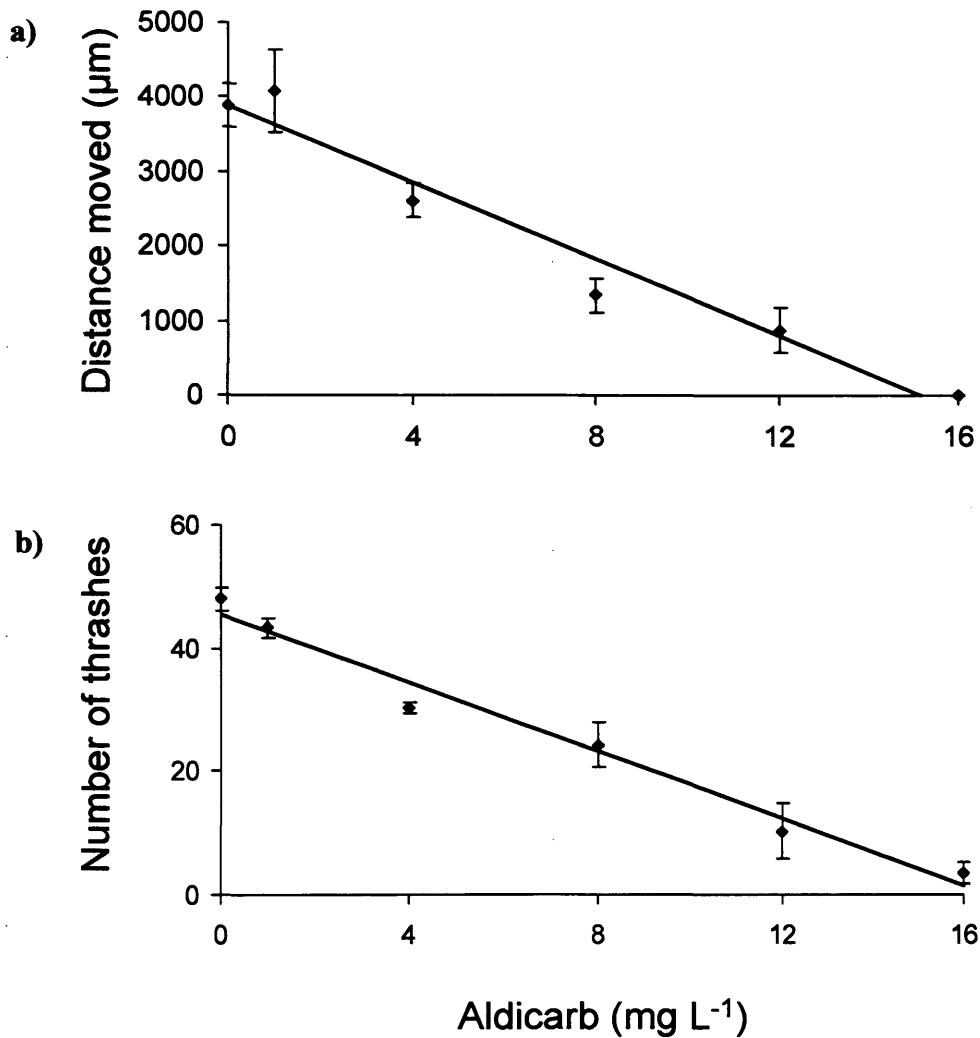 a)
Distance moved (µm)
5000
4000
3000
2000
1000
0
0 4 8 12 16
b)
Number of thrashes
60
40
20
0
0 4 8 12 16
Aldicarb (mg L⁻¹)